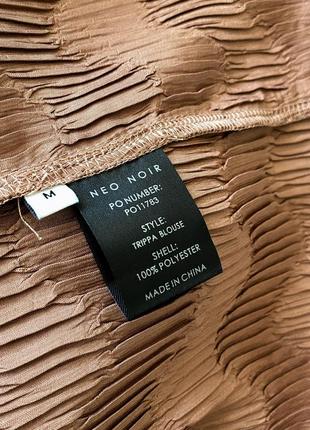 M
NEO NOIR
PO NUMBER:
PO11783
STYLE:
TRIPPA BLOUSE
SHELL:
100% POLYESTER
MADE IN CHINA